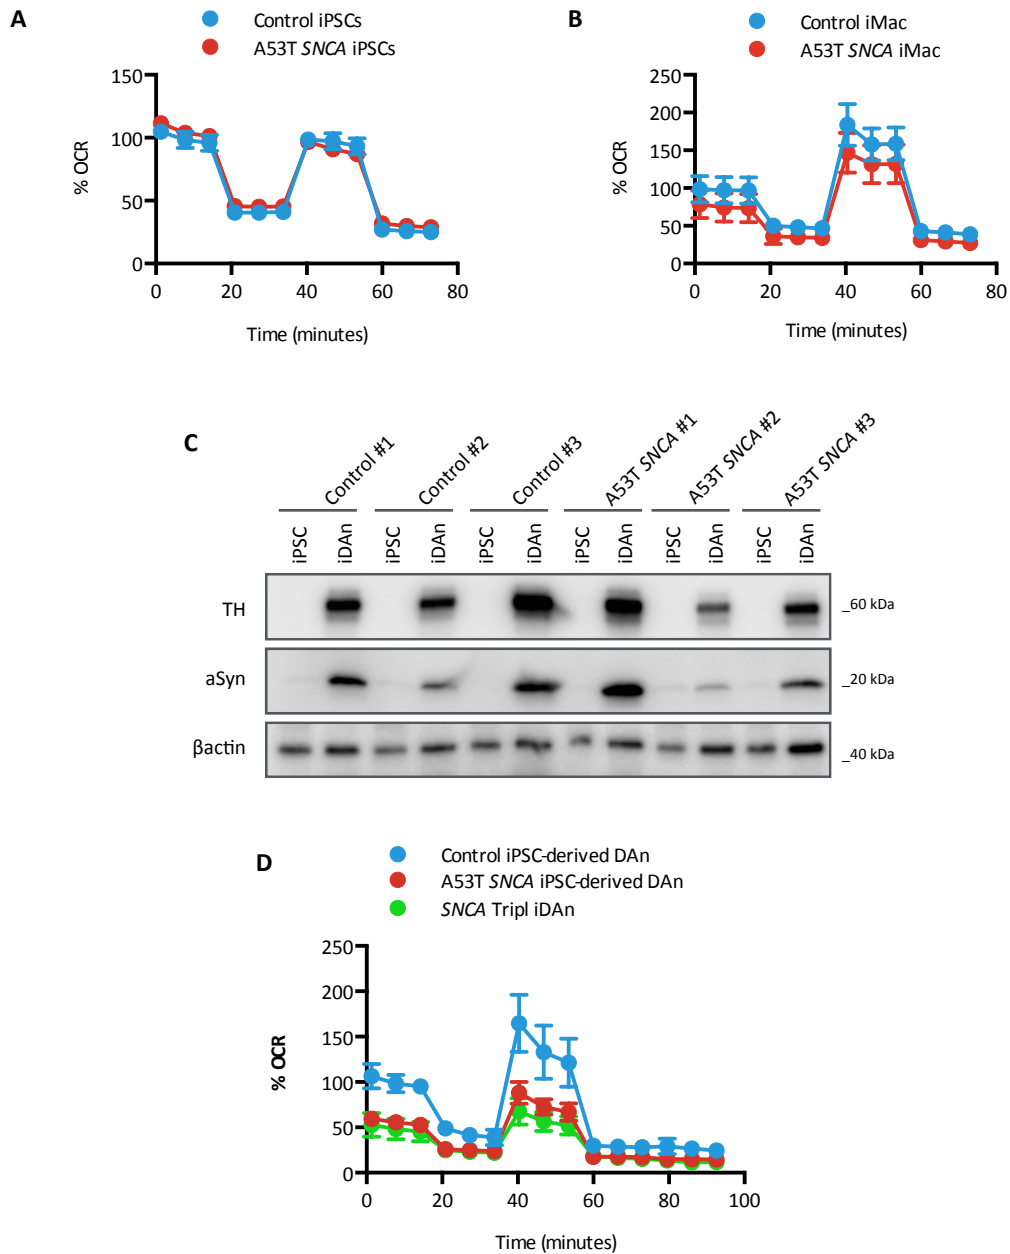 A
Control iPSCs
A53T SNCA iPSCs
150
100
50
0
% OCR
0 20 40 60 80
Time (minutes)
B
Control iMac
A53T SNCA iMac
250
200
150
100
50
0
% OCR
0 20 40 60 80
Time (minutes)
C
Control #1 Control #2 Control #3 A53T SNCA #1 A53T SNCA #2 A53T SNCA #3
iPSC iDAn iPSC iDAn iPSC iDAn iPSC iDAn iPSC iDAn iPSC iDAn
TH _60 kDa
aSyn _20 kDa
βactin _40 kDa
D
Control iPSC-derived DAn
A53T SNCA iPSC-derived DAn
SNCA Tripl iDAn
250
200
150
100
50
0
% OCR
0 20 40 60 80 100
Time (minutes)